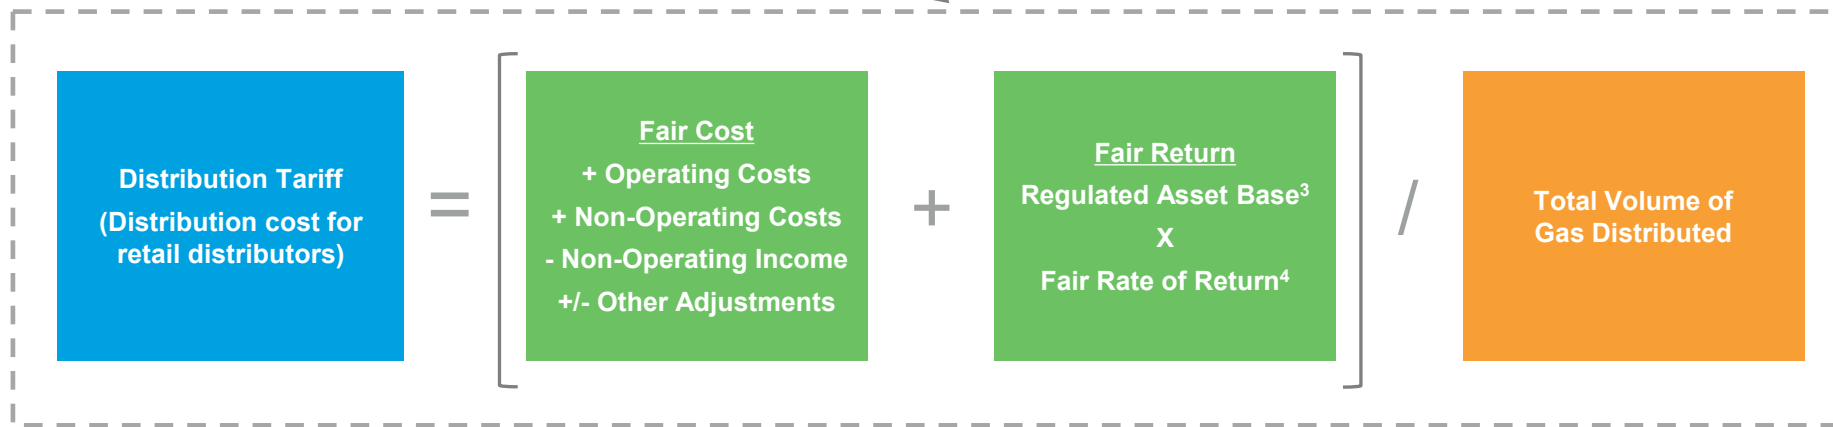 Distribution Tariff
(Distribution cost for
retail distributors)
=
Fair Cost
+ Operating Costs
+ Non-Operating Costs
- Non-Operating Income
+/- Other Adjustments
+
Fair Return
Regulated Asset Base³
X
Fair Rate of Return⁴
/
Total Volume of
Gas Distributed